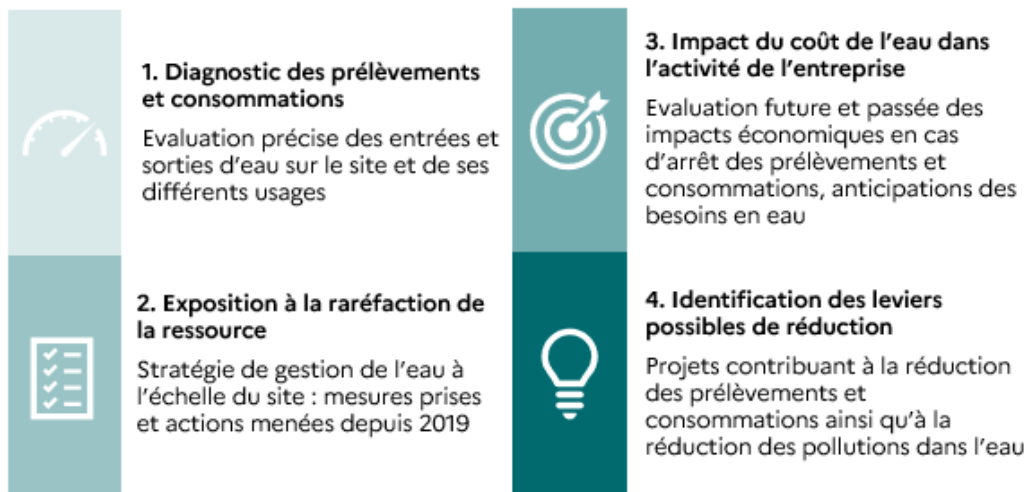 1. Diagnostic des prélèvements
et consommations
Evaluation précise des entrées et
sorties d'eau sur le site et de ses
différents usages
2. Exposition à la raréfaction de
la ressource
Stratégie de gestion de l'eau à
l'échelle du site : mesures prises
et actions menées depuis 2019
3. Impact du coût de l'eau dans
l'activité de l'entreprise
Evaluation future et passée des
impacts économiques en cas
d'arrêt des prélèvements et
consommations, anticipations des
besoins en eau
4. Identification des leviers
possibles de réduction
Projets contribuant à la réduction
des prélèvements et
consommations ainsi qu'à la
réduction des pollutions dans l'eau